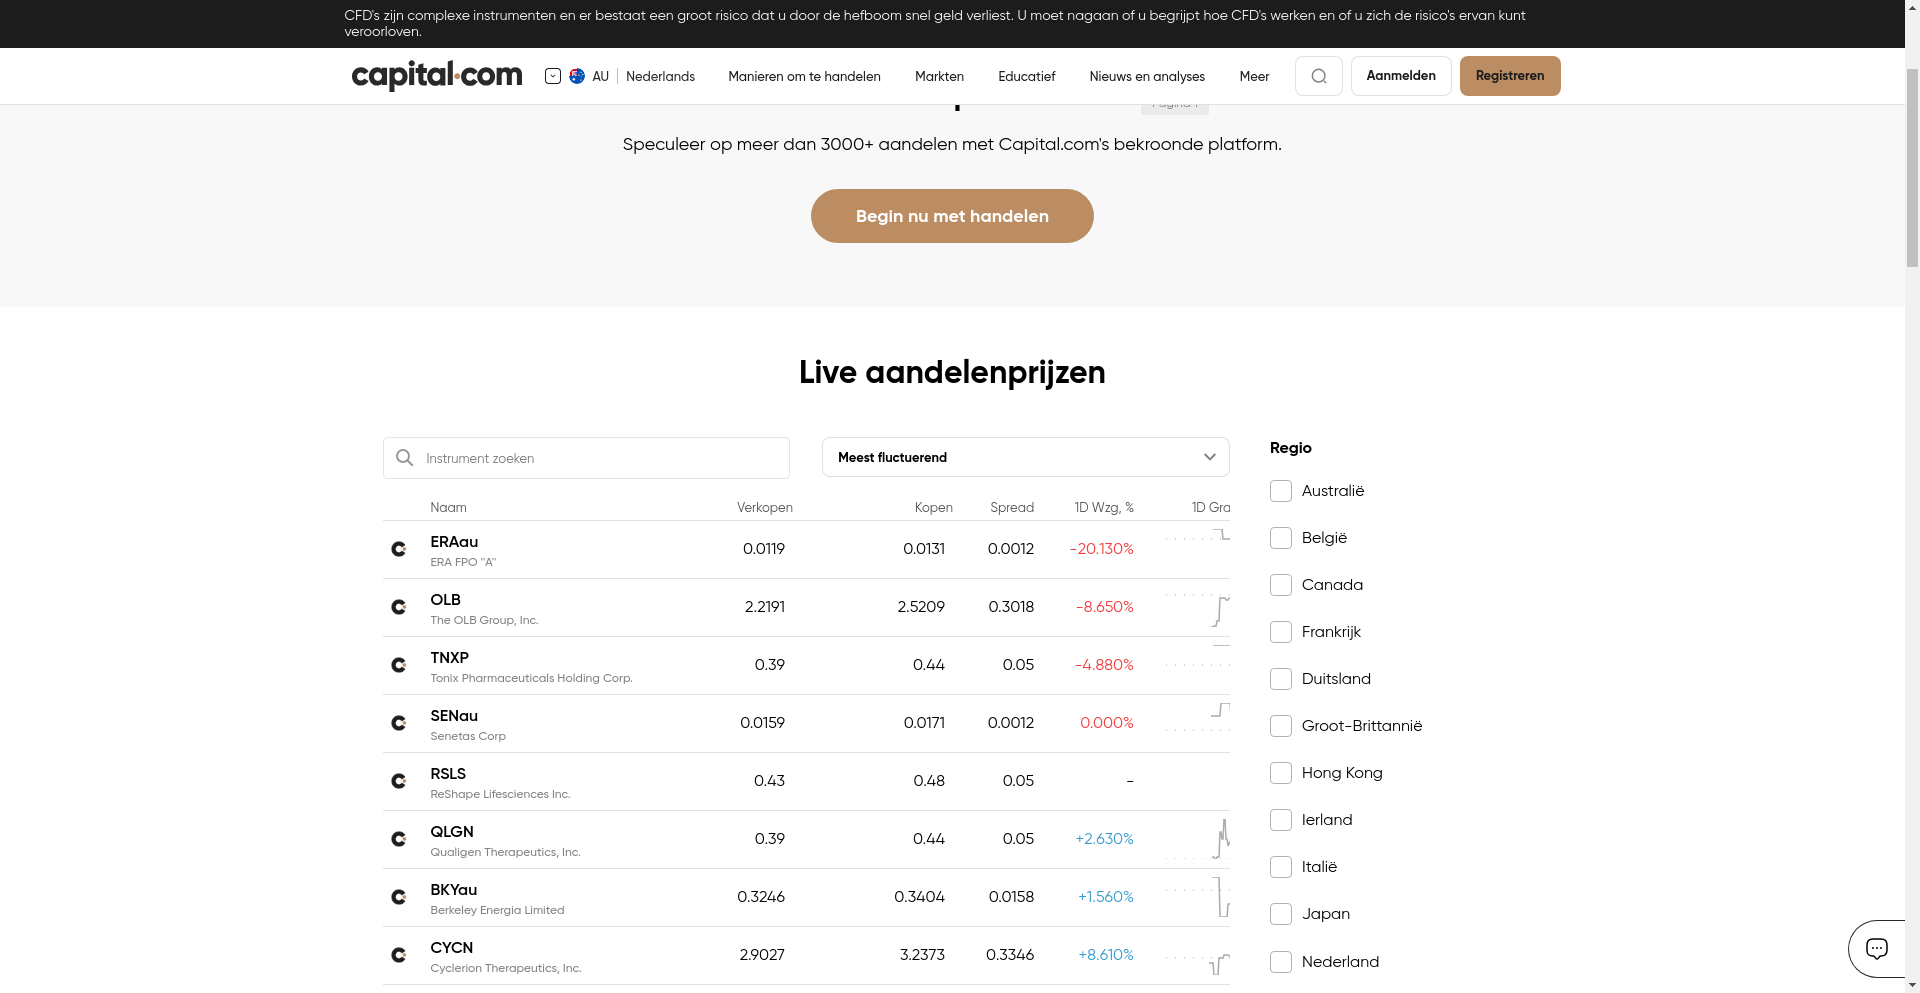 CFD's zijn complexe instrumenten en er bestaat een groot risico dat u door de hefboom snel geld verliest. U moet nagaan of u begrijpt hoe CFD's werken en of u zich de risico's ervan kunt
veroorloven.
capital.com
AU Nederlands Manieren om te handelen Markten Educatief Nieuws en analyses Meer Aanmelden Registreren
Speculeer op meer dan 3000+ aandelen met Capital.com's bekroonde platform.
Begin nu met handelen
Live aandelenprijzen
Instrument zoeken
Meest fluctuerend
Naam Verkopen Kopen Spread 1D Wzg, % 1D Gra
ERAau 0.0119 0.0131 0.0012 -20.130%
ERA FPO "A"
OLB 2.2191 2.5209 0.3018 -8.650%
The OLB Group, Inc.
TNXP 0.39 0.44 0.05 -4.880%
Tonix Pharmaceuticals Holding Corp.
SENau 0.0159 0.0171 0.0012 0.000%
Senetas Corp
RSLS 0.43 0.48 0.05 -
ReShape Lifesciences Inc.
QLGN 0.39 0.44 0.05 +2.630%
Qualigen Therapeutics, Inc.
BKYau 0.3246 0.3404 0.0158 +1.560%
Berkeley Energia Limited
CYCN 2.9027 3.2373 0.3346 +8.610%
Cyclerion Therapeutics, Inc.
Regio
Australië
België
Canada
Frankrijk
Duitsland
Groot-Brittannië
Hong Kong
Ierland
Italië
Japan
Nederland